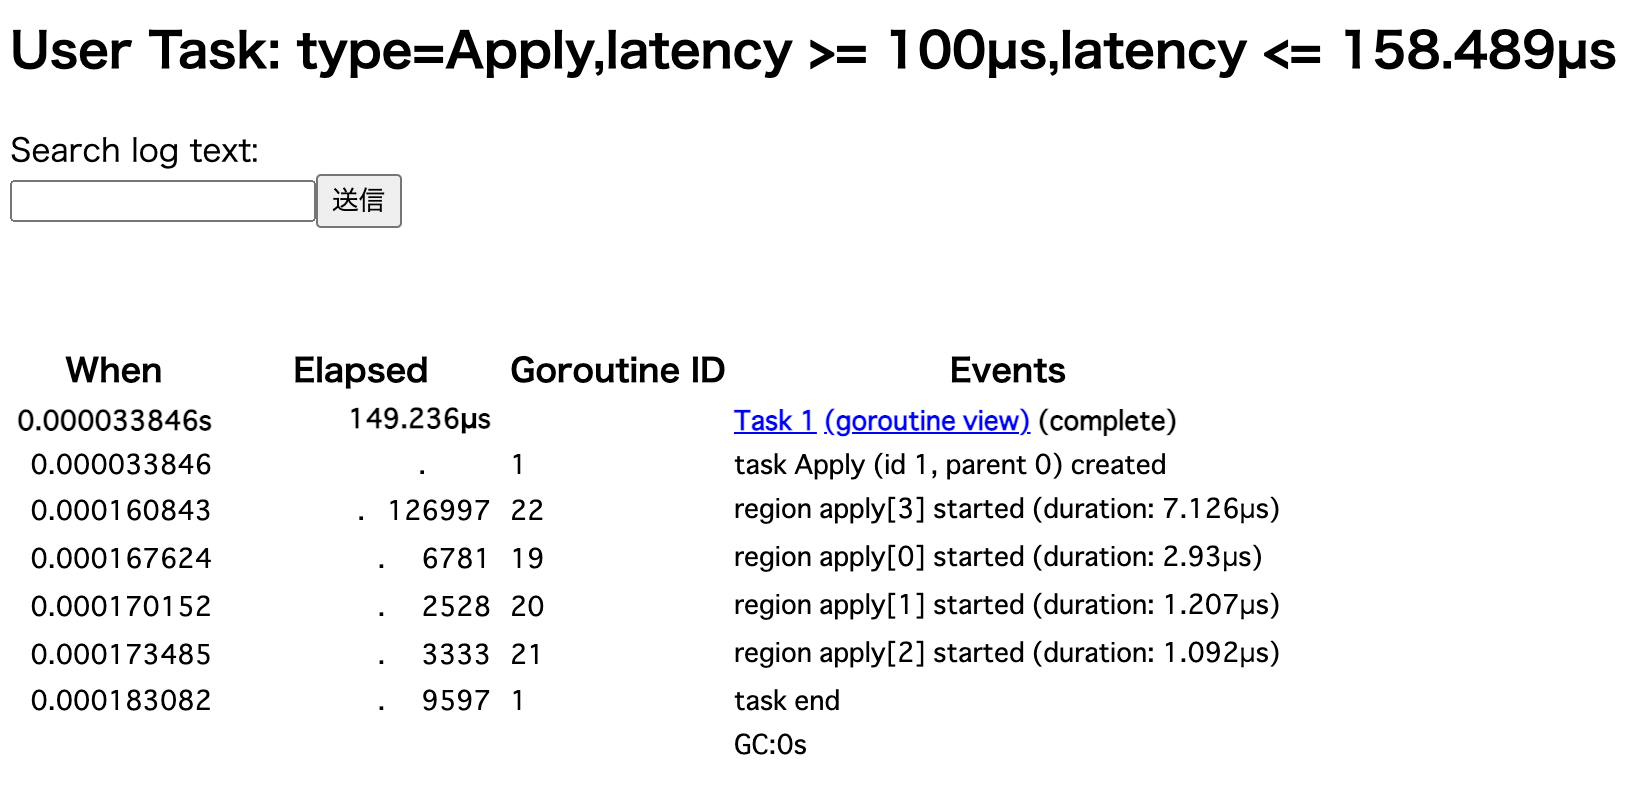 User Task: type=Apply,latency >= 100µs,latency <= 158.489µs
Search log text:
送信
When Elapsed Goroutine ID Events
0.000033846s 149.236µs Task 1 (goroutine view) (complete)
0.000033846 . 1 task Apply (id 1, parent 0) created
0.000160843 . 126997 22 region apply[3] started (duration: 7.126µs)
0.000167624 . 6781 19 region apply[0] started (duration: 2.93µs)
0.000170152 . 2528 20 region apply[1] started (duration: 1.207µs)
0.000173485 . 3333 21 region apply[2] started (duration: 1.092µs)
0.000183082 . 9597 1 task end
GC:0s